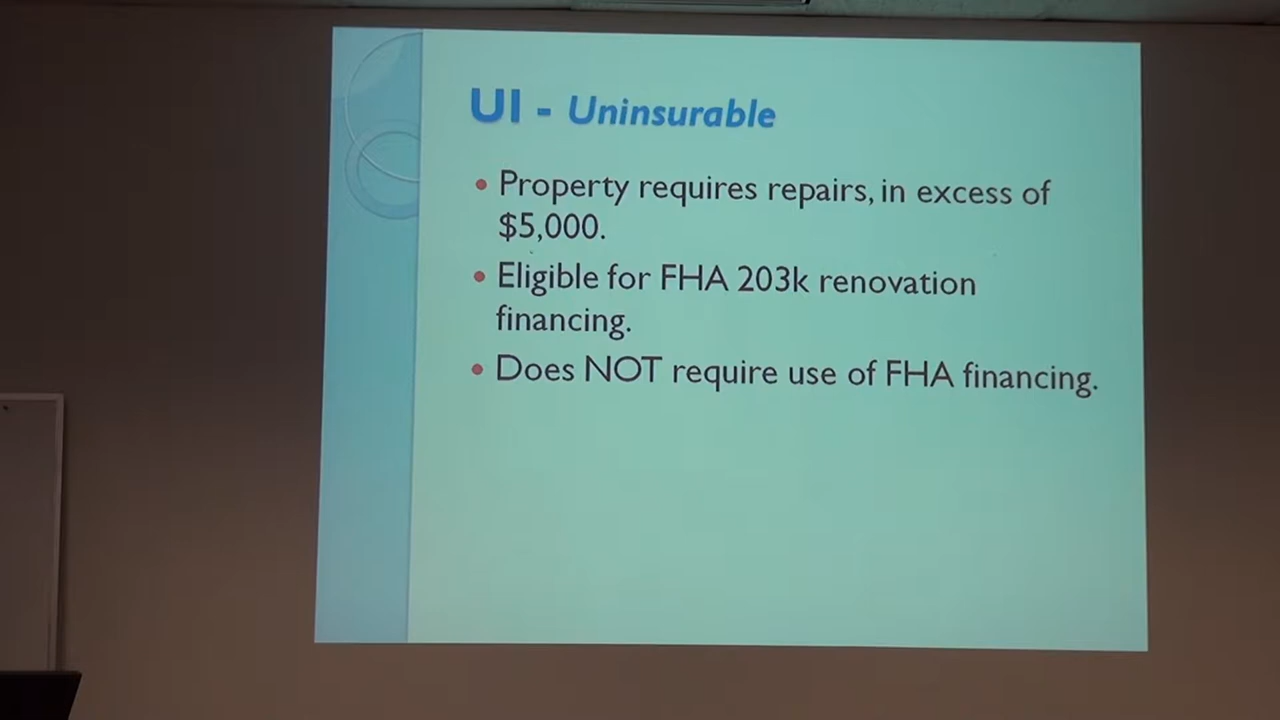 UI - Uninsurable
• Property requires repairs, in excess of
$5,000.
• Eligible for FHA 203k renovation
financing.
• Does NOT require use of FHA financing.